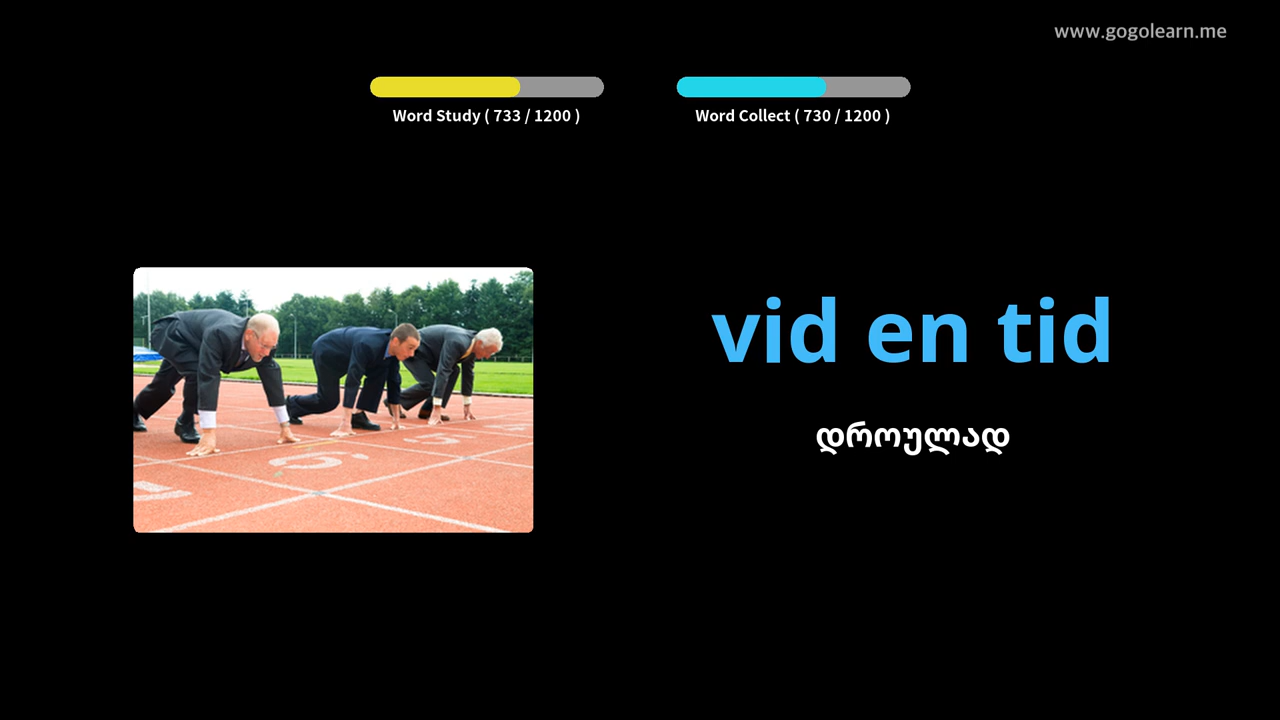 www.gogolearn.me
Word Study ( 733 / 1200 )
Word Collect ( 730 / 1200 )
vid en tid
დროულად